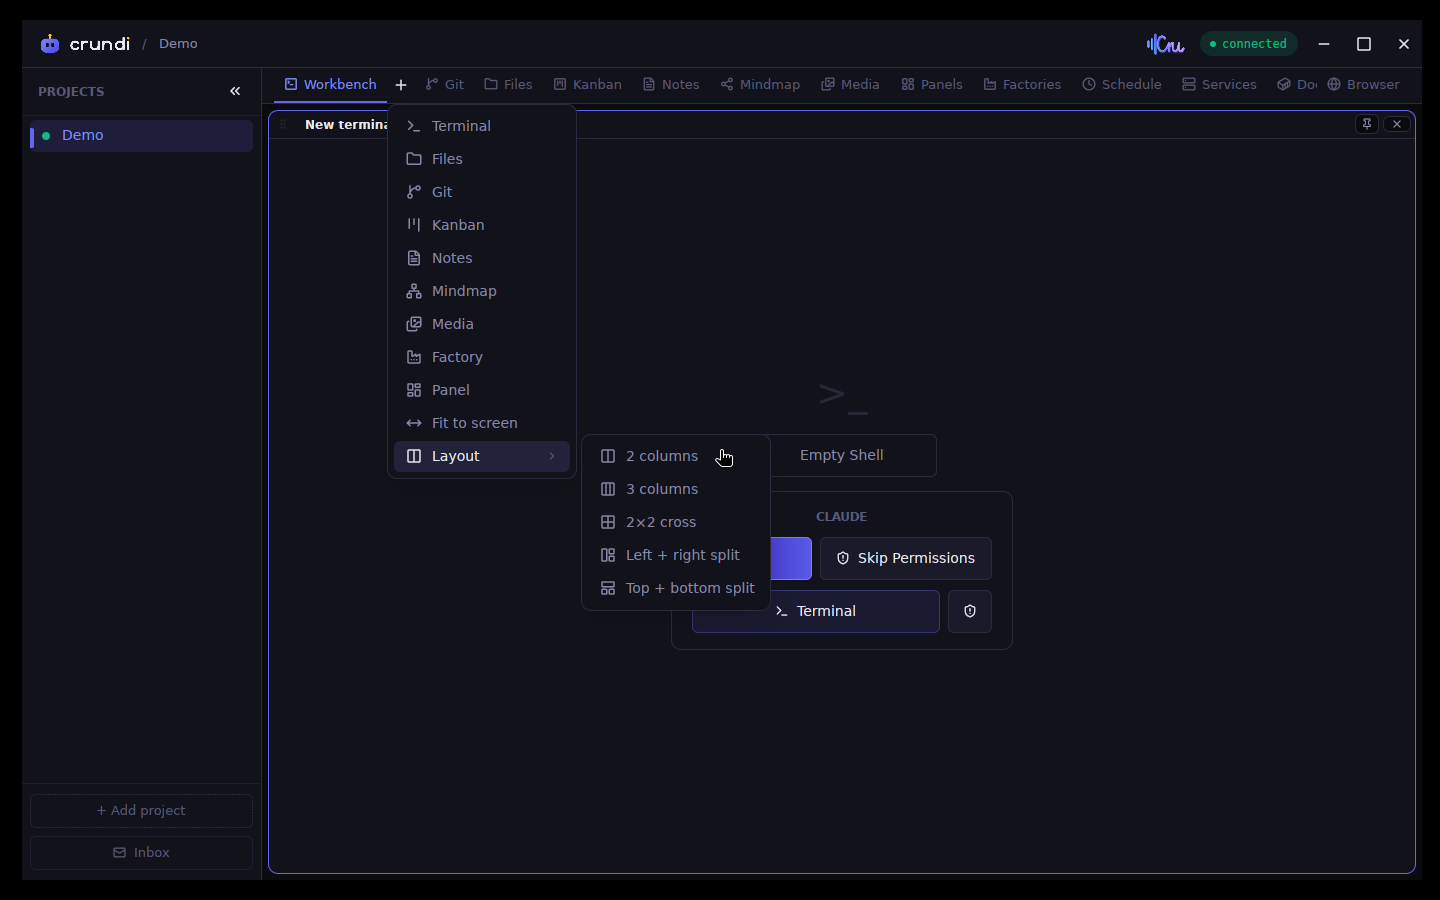 crundi / Demo
Cru
connected
PROJECTS
Workbench
Git
Files
Kanban
Notes
Mindmap
Media
Panels
Factories
Schedule
Services
Browser
Demo
New
Terminal
Files
Git
Kanban
Notes
Mindmap
Media
Factory
Panel
Fit to screen
Layout
2 columns
3 columns
2×2 cross
Left + right split
Top + bottom split
>_
Empty Shell
CLAUDE
Skip Permissions
Terminal
+ Add project
Inbox